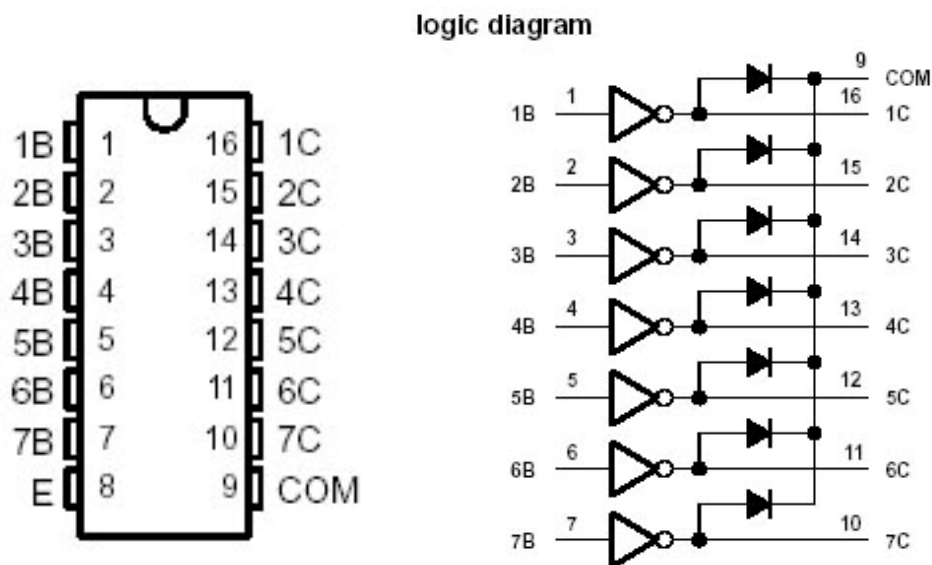 logic diagram
1B 1 16 1C
2B 2 15 2C
3B 3 14 3C
4B 4 13 4C
5B 5 12 5C
6B 6 11 6C
7B 7 10 7C
E 8 9 COM
9 COM
1B 1 16 1C
2B 2 15 2C
3B 3 14 3C
4B 4 13 4C
5B 5 12 5C
6B 6 11 6C
7B 7 10 7C